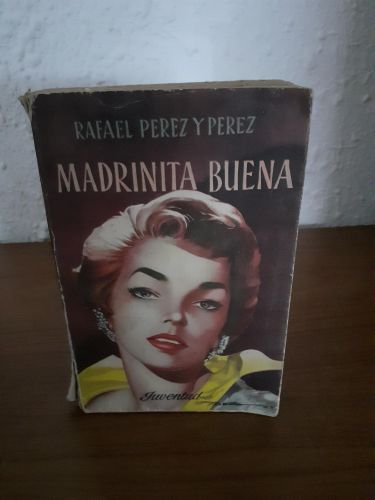 RAFAEL PEREZ Y PEREZ
MADRINITA BUENA
Juventud